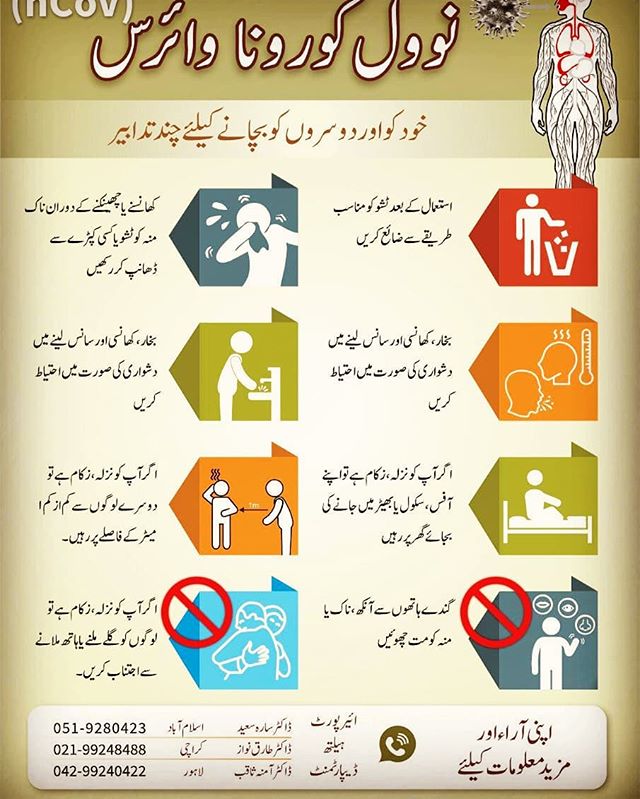 (nCoV)
نوول کورونا وائرس
خود کو اور دوسروں کو بچانے کیلئے چند تدابیر
استعمال کے بعد ٹشو کو مناسب
طریقے سے ضائع کریں
کھانسنے یا چھینکنے کے دوران ناک
منہ کو ٹشو یا کسی کپڑے سے
ڈھانپ کر رکھیں
بخار، کھانسی اور سانس لینے میں
دشواری کی صورت میں احتیاط
کریں
بخار، کھانسی اور سانس لینے میں
دشواری کی صورت میں احتیاط
کریں
اگر آپ کو نزلہ، زکام ہے تو اپنے
آفس، سکول یا بھیڑ میں جانے کی
بجائے گھر پر رہیں
اگر آپ کو نزلہ، زکام ہے تو
دوسرے لوگوں سے کم از کم ا
میٹر کے فاصلے پر رہیں۔
1m
گندے ہاتھوں سے آنکھ، ناک یا
منہ کو مت چھوئیں
اگر آپ کو نزلہ، زکام ہے تو
لوگوں کو گلے ملنے یا ہاتھ ملانے
سے اجتناب کریں۔
اپنی آراء اور
مزید معلومات کیلئے
ائیر پورٹ
ہیلتھ
ڈیپارٹمنٹ
ڈاکٹر سارہ سعید اسلام آباد 051-9280423
ڈاکٹر طارق نواز کراچی 021-99248488
ڈاکٹر آمنہ ثاقب لاہور 042-99240422